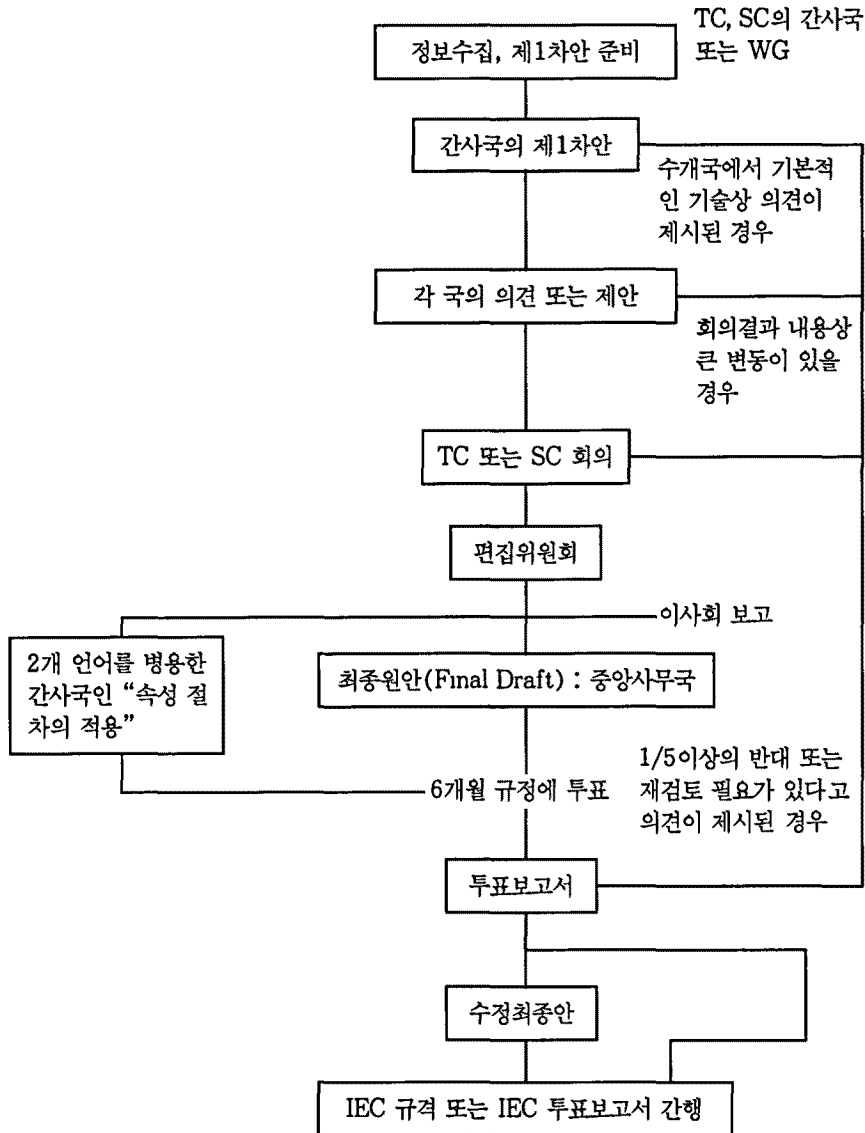 TC, SC의 간사국
또는 WG
정보수집, 제1차안 준비
간사국의 제1차안
수개국에서 기본적
인 기술상 의견이
제시된 경우
각 국의 의견 또는 제안
회의결과 내용상
큰 변동이 있을
경우
TC 또는 SC 회의
편집위원회
이사회 보고
2개 언어를 병용한
간사국인 “속성 절
차의 적용”
최종원안(Final Draft) : 중앙사무국
6개월 규정에 투표
1/5이상의 반대 또는
재검토 필요가 있다고
의견이 제시된 경우
투표보고서
수정최종안
IEC 규격 또는 IEC 투표보고서 간행